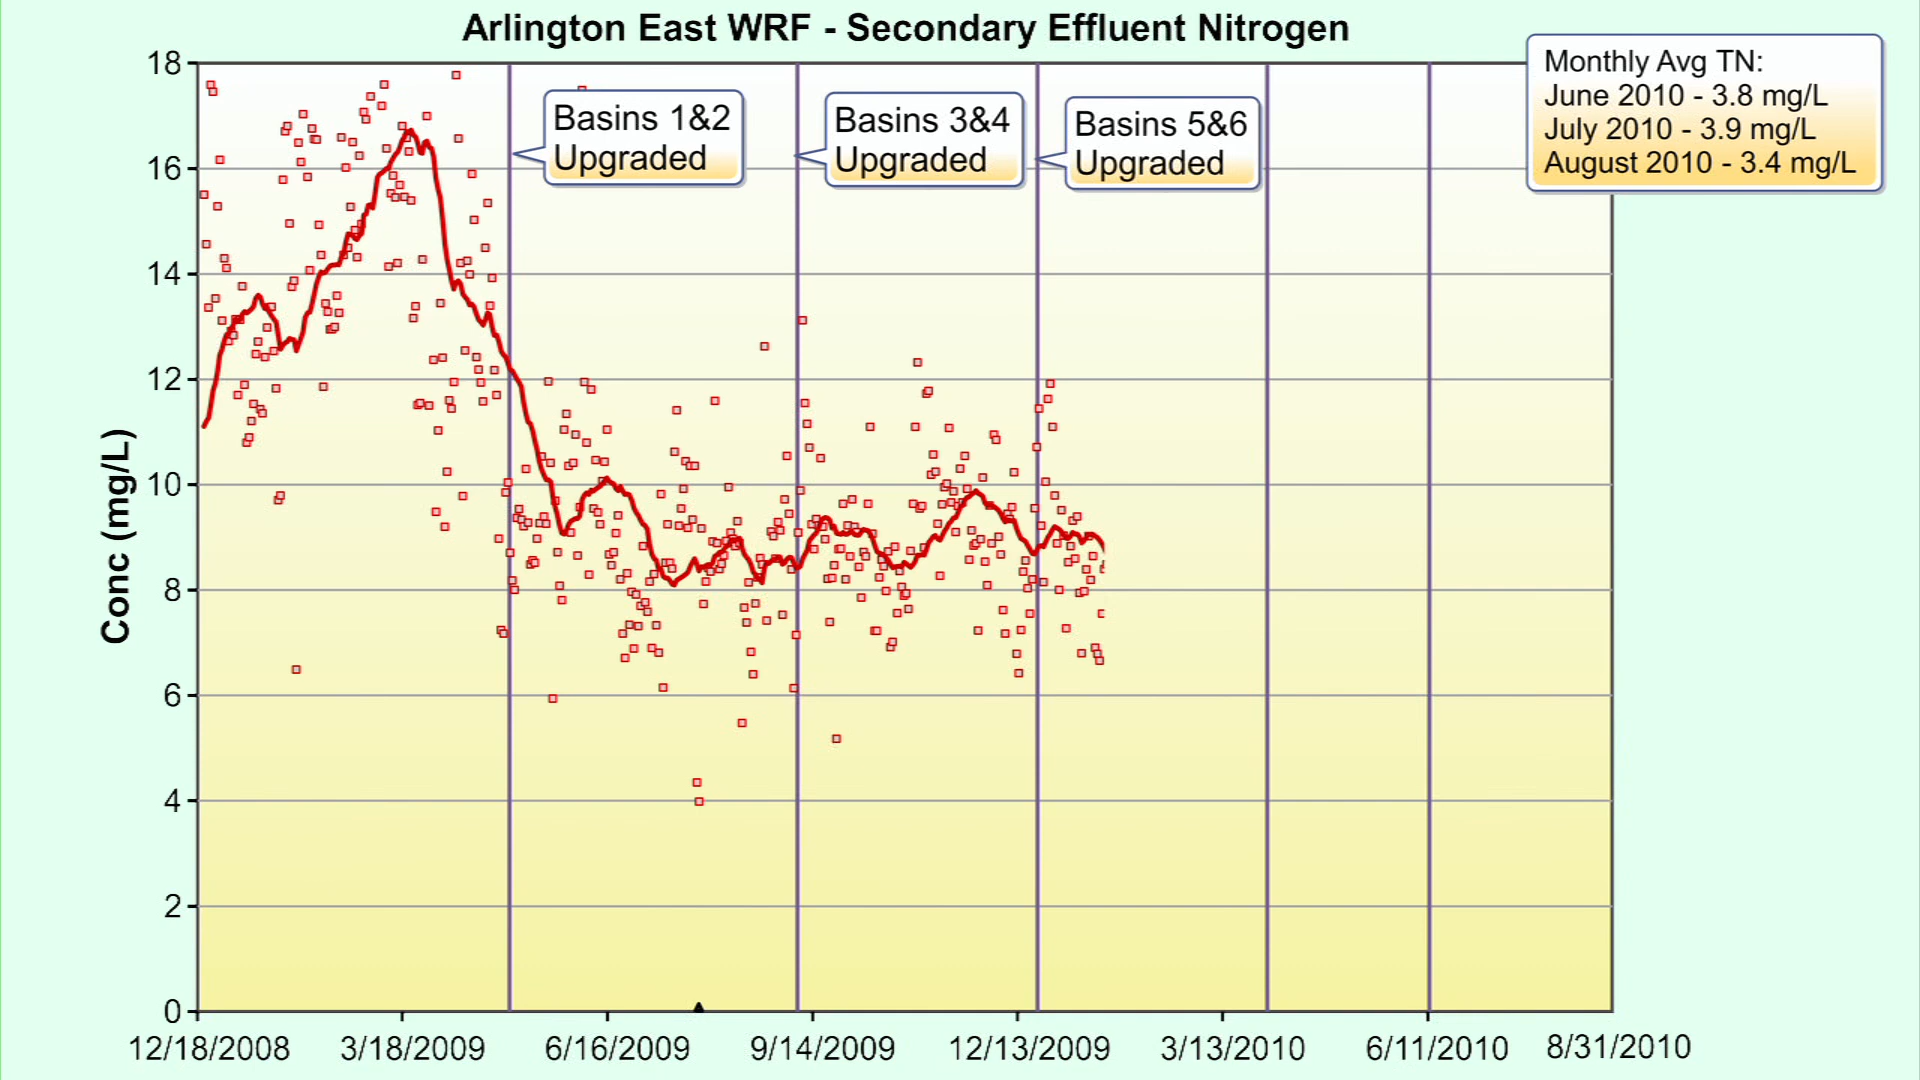 Arlington East WRF - Secondary Effluent Nitrogen
Monthly Avg TN:
June 2010 - 3.8 mg/L
July 2010 - 3.9 mg/L
August 2010 - 3.4 mg/L
Basins 1&2
Upgraded
Basins 3&4
Upgraded
Basins 5&6
Upgraded
Conc (mg/L)
18
16
14
12
10
8
6
4
2
0
12/18/2008
3/18/2009
6/16/2009
9/14/2009
12/13/2009
3/13/2010
6/11/2010
8/31/2010